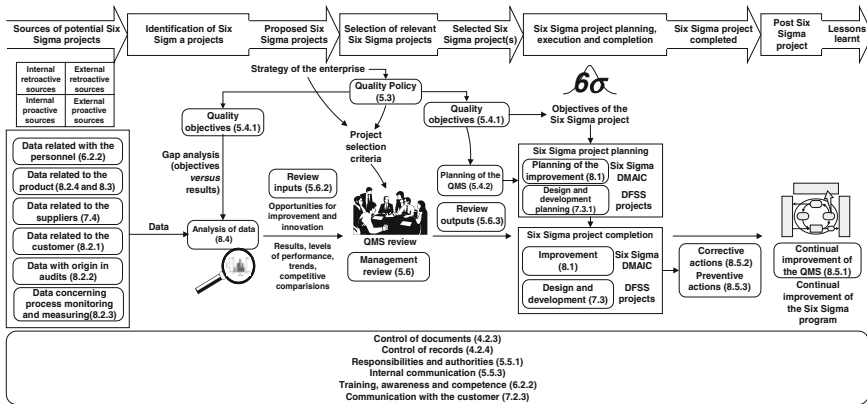 Sources of potential Six
Sigma projects
Identification of Six
Sigm a projects
Proposed Six
Sigma projects
Selection of relevant
Six Sigma projects
Selected Six
Sigma project(s)
Six Sigma project planning,
execution and completion
Six Sigma project
completed
Post Six
Sigma
project
Lessons
learnt
Internal
retroactive
sources
External
retroactive
sources
Internal
proactive
sources
External
proactive
sources
Strategy of the enterprise
Quality Policy
(5.3)
6σ
Quality
objectives (5.4.1)
Quality
objectives (5.4.1)
Objectives of the
Six Sigma project
Data related with the
personnel (6.2.2)
Data related to the
product (8.2.4 and 8.3)
Data related to the
suppliers (7.4)
Data related to the
customer (8.2.1)
Data with origin in
audits (8.2.2)
Data concerning
process monitoring
and measuring(8.2.3)
Data
Gap analysis
(objectives
versus
results)
Analysis of data
(8.4)
Review
inputs (5.6.2)
Opportunities for
improvement and
innovation
Results, levels
of performance,
trends,
competitive
comparisions
Project
selection
criteria
QMS review
Management
review (5.6)
Planning of the
QMS (5.4.2)
Review
outputs (5.6.3)
Six Sigma project planning
Planning of the
improvement (8.1)
Six Sigma
DMAIC
Design and
development
planning (7.3.1)
DFSS
projects
Six Sigma project completion
Improvement
(8.1)
Six Sigma
DMAIC
Design and
development (7.3)
DFSS
projects
Corrective
actions (8.5.2)
Preventive
actions (8.5.3)
Continual
improvement of
the QMS (8.5.1)
Continual
improvement of
the Six Sigma
program
Control of documents (4.2.3)
Control of records (4.2.4)
Responsibilities and authorities (5.5.1)
Internal communication (5.5.3)
Training, awareness and competence (6.2.2)
Communication with the customer (7.2.3)